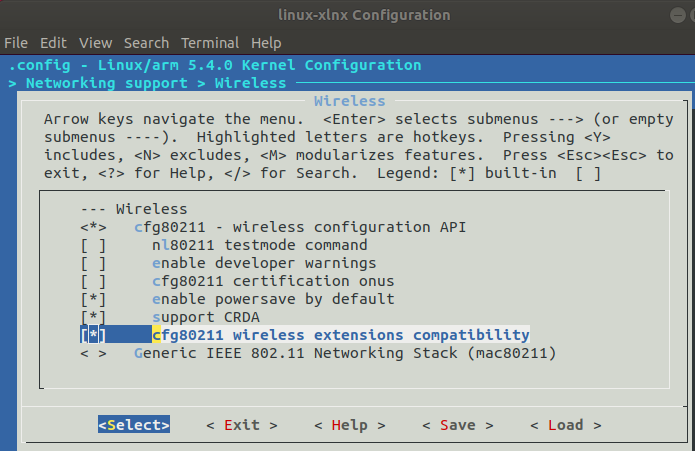 linux-xlnx Configuration
File Edit View Search Terminal Help
.config - Linux/arm 5.4.0 Kernel Configuration
> Networking support > Wireless
Wireless
Arrow keys navigate the menu.  <Enter> selects submenus ---> (or empty
submenus ----).  Highlighted letters are hotkeys.  Pressing <Y>
includes, <N> excludes, <M> modularizes features.  Press <Esc><Esc> to
exit, <?> for Help, </> for Search.  Legend: [*] built-in  [ ]
--- Wireless
<*>   cfg80211 - wireless configuration API
[ ]     nl80211 testmode command
[ ]     enable developer warnings
[ ]     cfg80211 certification onus
[*]     enable powersave by default
[*]     support CRDA
[*]     cfg80211 wireless extensions compatibility
< >   Generic IEEE 802.11 Networking Stack (mac80211)
<Select>    < Exit >    < Help >    < Save >    < Load >